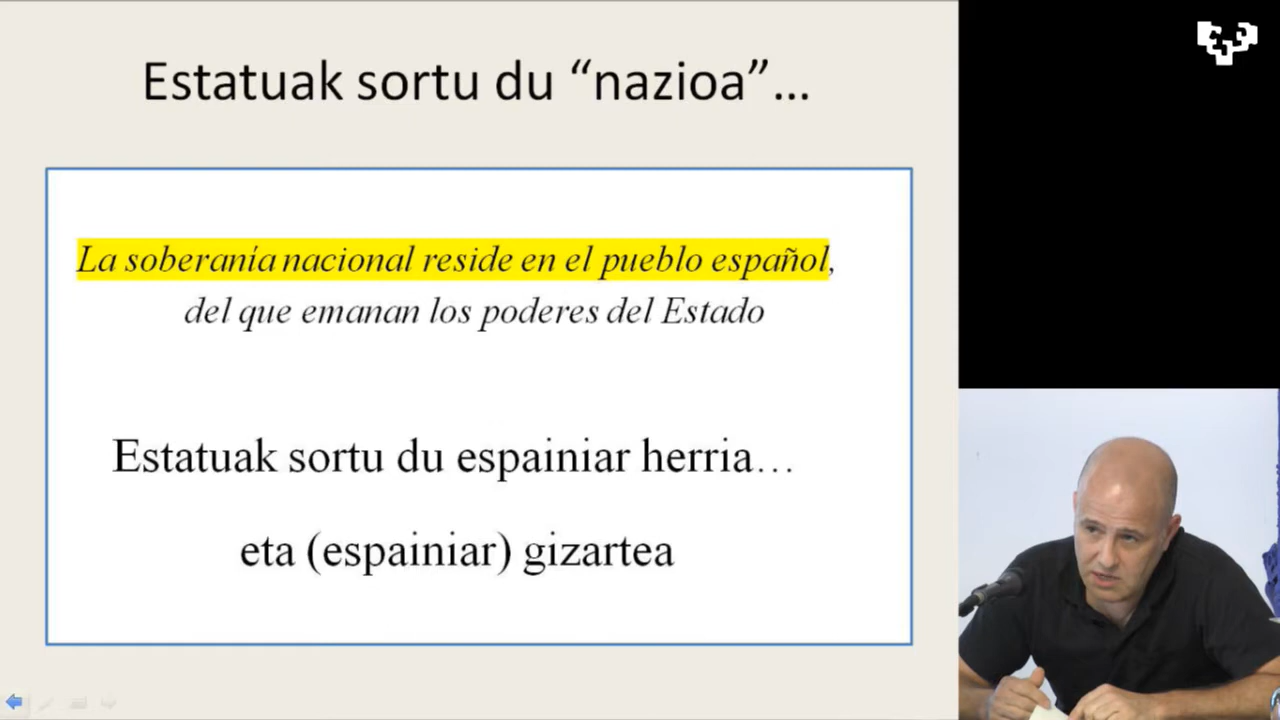 Estatuak sortu du “nazioa”...
La soberanía nacional reside en el pueblo español,
del que emanan los poderes del Estado
Estatuak sortu du espainiar herria…
eta (espainiar) gizartea